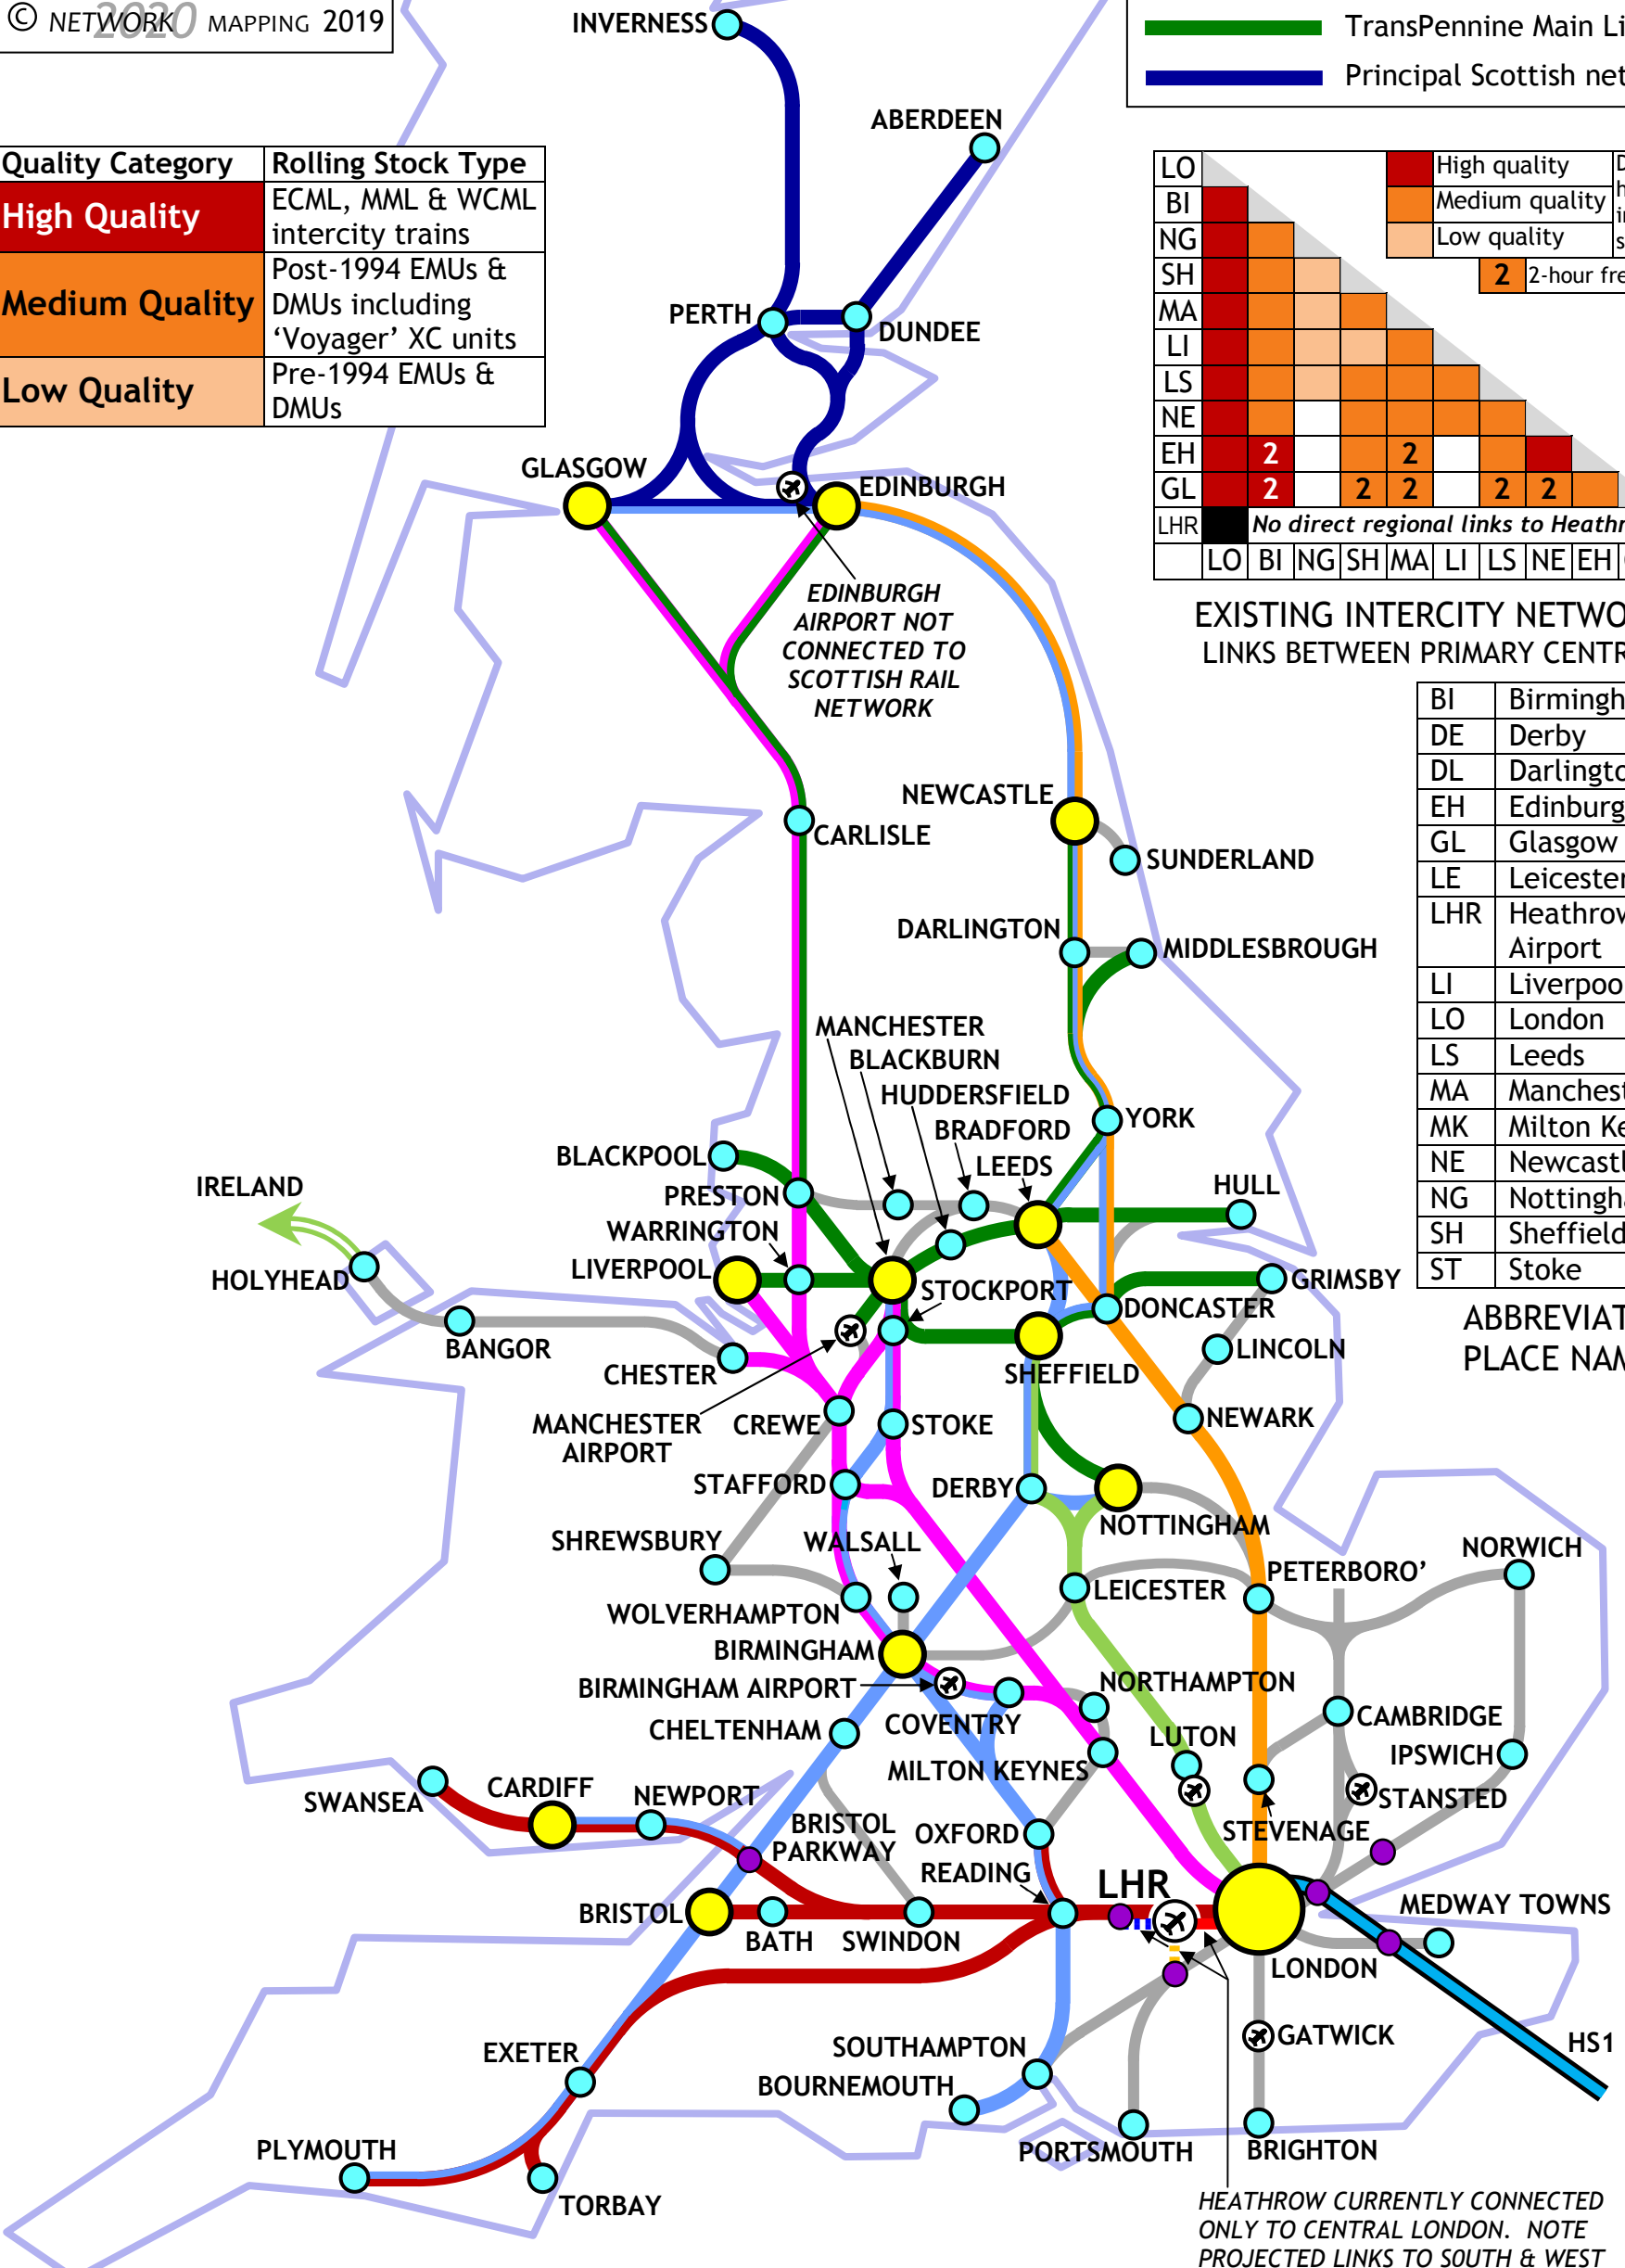 © NETWORK MAPPING 2019
2020
TransPennine Main Li
Principal Scottish net
Quality Category
Rolling Stock Type
High Quality
ECML, MML & WCML
intercity trains
Medium Quality
Post-1994 EMUs &
DMUs including
‘Voyager’ XC units
Low Quality
Pre-1994 EMUs &
DMUs
LO
BI
NG
SH
MA
LI
LS
NE
EH 2 2
GL 2 2 2 2 2
LHR No direct regional links to Heathr
LO BI NG SH MA LI LS NE EH
High quality
Medium quality
Low quality
2 2-hour fre
EXISTING INTERCITY NETWO
LINKS BETWEEN PRIMARY CENTR
BI Birmingh
DE Derby
DL Darlingto
EH Edinburg
GL Glasgow
LE Leicester
LHR Heathrow
Airport
LI Liverpoo
LO London
LS Leeds
MA Manchest
MK Milton Ke
NE Newcastl
NG Nottingha
SH Sheffield
ST Stoke
ABBREVIAT
PLACE NAM
INVERNESS
ABERDEEN
PERTH
DUNDEE
GLASGOW
EDINBURGH
EDINBURGH
AIRPORT NOT
CONNECTED TO
SCOTTISH RAIL
NETWORK
NEWCASTLE
CARLISLE
SUNDERLAND
DARLINGTON
MIDDLESBROUGH
MANCHESTER
BLACKBURN
HUDDERSFIELD
BRADFORD
LEEDS
YORK
BLACKPOOL
PRESTON
HULL
IRELAND
WARRINGTON
LIVERPOOL
HOLYHEAD
STOCKPORT
GRIMSBY
DONCASTER
BANGOR
LINCOLN
CHESTER
SHEFFIELD
MANCHESTER
AIRPORT
CREWE
STOKE
NEWARK
STAFFORD
DERBY
NOTTINGHAM
SHREWSBURY
WALSALL
NORWICH
PETERBORO’
LEICESTER
WOLVERHAMPTON
BIRMINGHAM
BIRMINGHAM AIRPORT
NORTHAMPTON
CHELTENHAM
COVENTRY
CAMBRIDGE
LUTON
IPSWICH
MILTON KEYNES
STANSTED
SWANSEA
CARDIFF
NEWPORT
BRISTOL
PARKWAY
OXFORD
STEVENAGE
READING
LHR
MEDWAY TOWNS
BRISTOL
BATH
SWINDON
LONDON
GATWICK
HS1
EXETER
SOUTHAMPTON
BOURNEMOUTH
PLYMOUTH
PORTSMOUTH
BRIGHTON
TORBAY
HEATHROW CURRENTLY CONNECTED
ONLY TO CENTRAL LONDON. NOTE
PROJECTED LINKS TO SOUTH & WEST